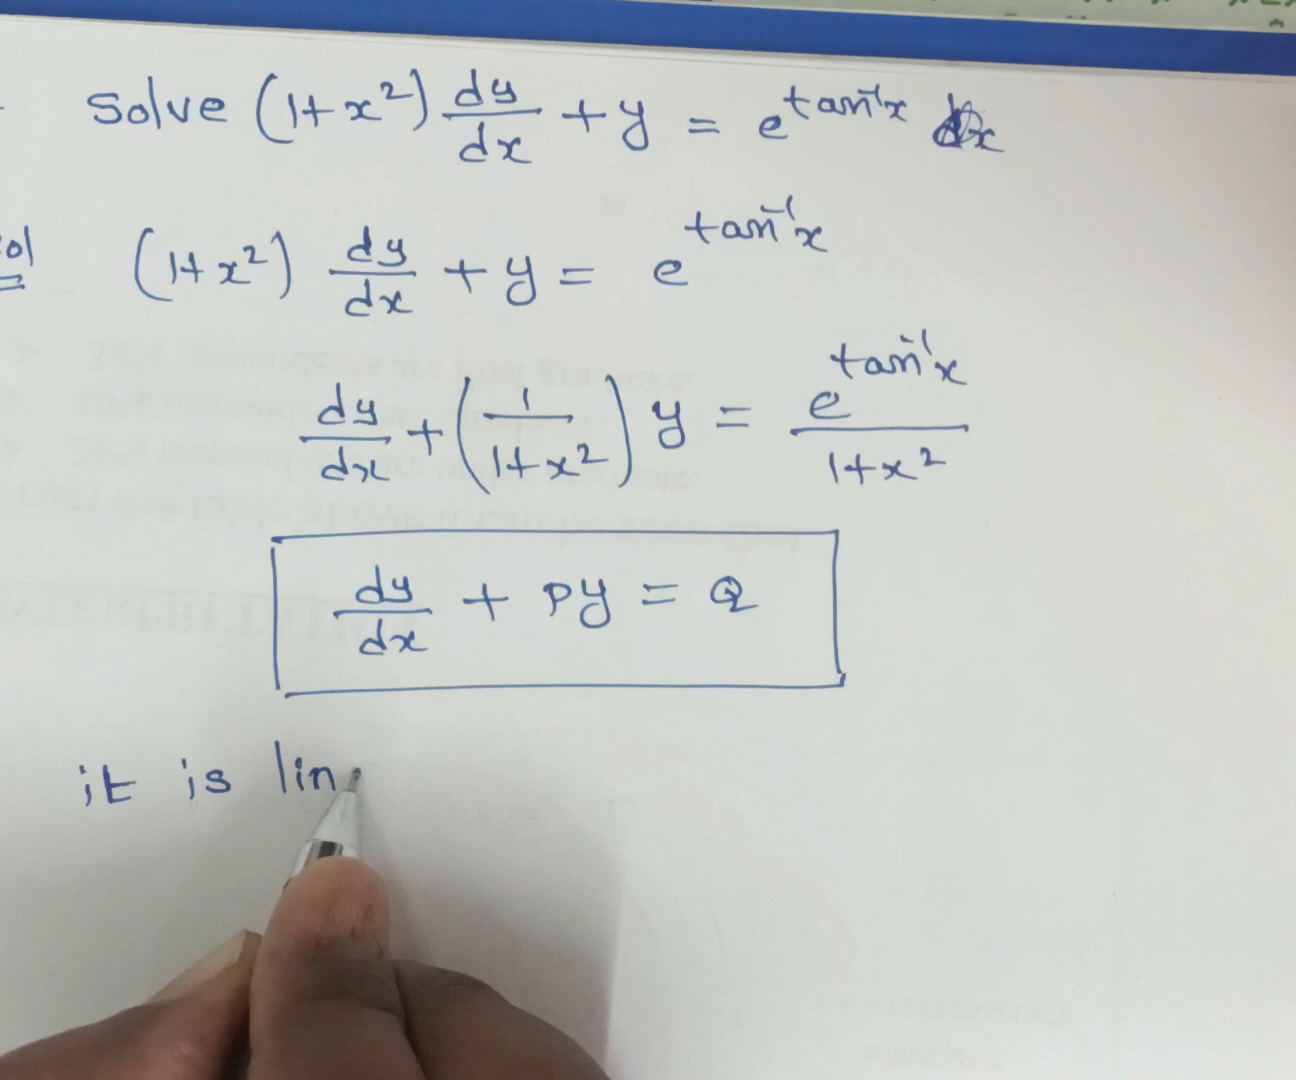 Solve (1+x²) dy/dx + y = e^tan⁻¹x
sol (1+x²) dy/dx + y = e^tan⁻¹x
dy/dx + (1/1+x²) y = e^tan⁻¹x/1+x²
dy/dx + Py = Q
it is lin